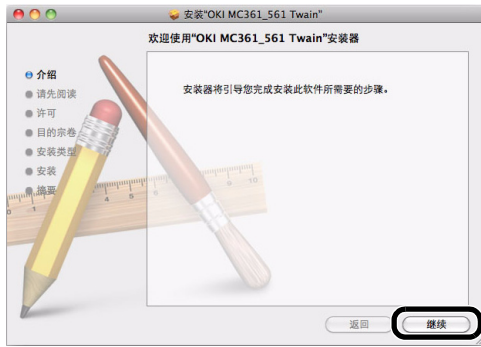 安装“OKI MC361_561 Twain”
欢迎使用“OKI MC361_561 Twain”安装器
介绍
请先阅读
许可
目的宗卷
安装类型
安装
摘要
安装器将引导您完成安装此软件所需要的步骤。
返回
继续